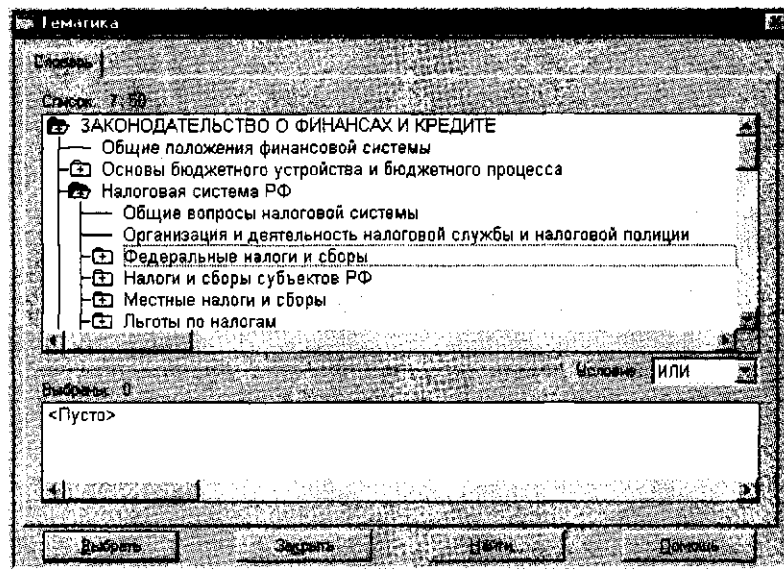 Тематика
Словарь
Список: 7/50
ЗАКОНОДАТЕЛЬСТВО О ФИНАНСАХ И КРЕДИТЕ
Общие положения финансовой системы
Основы бюджетного устройства и бюджетного процесса
Налоговая система РФ
Общие вопросы налоговой системы
Организация и деятельность налоговой службы и налоговой полиции
Федеральные налоги и сборы
Налоги и сборы субъектов РФ
Местные налоги и сборы
Льготы по налогам
Условие ИЛИ
Выбраны: 0
<Пусто>
Выбрать Закрыть Найти... Помощь